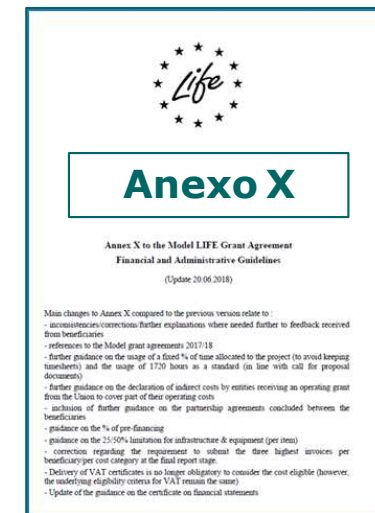 Life
Anexo X
Annex X to the Model LIFE Grant Agreement
Financial and Administrative Guidelines
(Update 20.06.2018)
Main changes to Annex X compared to the previous version relate to :
- inconsistencies/corrections/further explanations where needed further to feedback received
from beneficiaries
- references to the Model grant agreements 2017/18
- further guidance on the usage of a fixed % of time allocated to the project (to avoid keeping
timesheets) and the usage of 1720 hours as a standard (in line with call for proposal
documents)
- further guidance on the declaration of indirect costs by entities receiving an operating grant
from the Union to cover part of their operating costs
- inclusion of further guidance on the partnership agreements concluded between the
beneficiaries
- guidance on the % of pre-financing
- guidance on the 25/50% limitation for infrastructure & equipment (per item)
- correction regarding the requirement to submit the three highest invoices per
beneficiary/per cost category at the final report stage.
- Delivery of VAT certificates is no longer obligatory to consider the cost eligible (however,
the underlying eligibility criteria for VAT remain the same)
- Update of the guidance on the certificate on financial statements